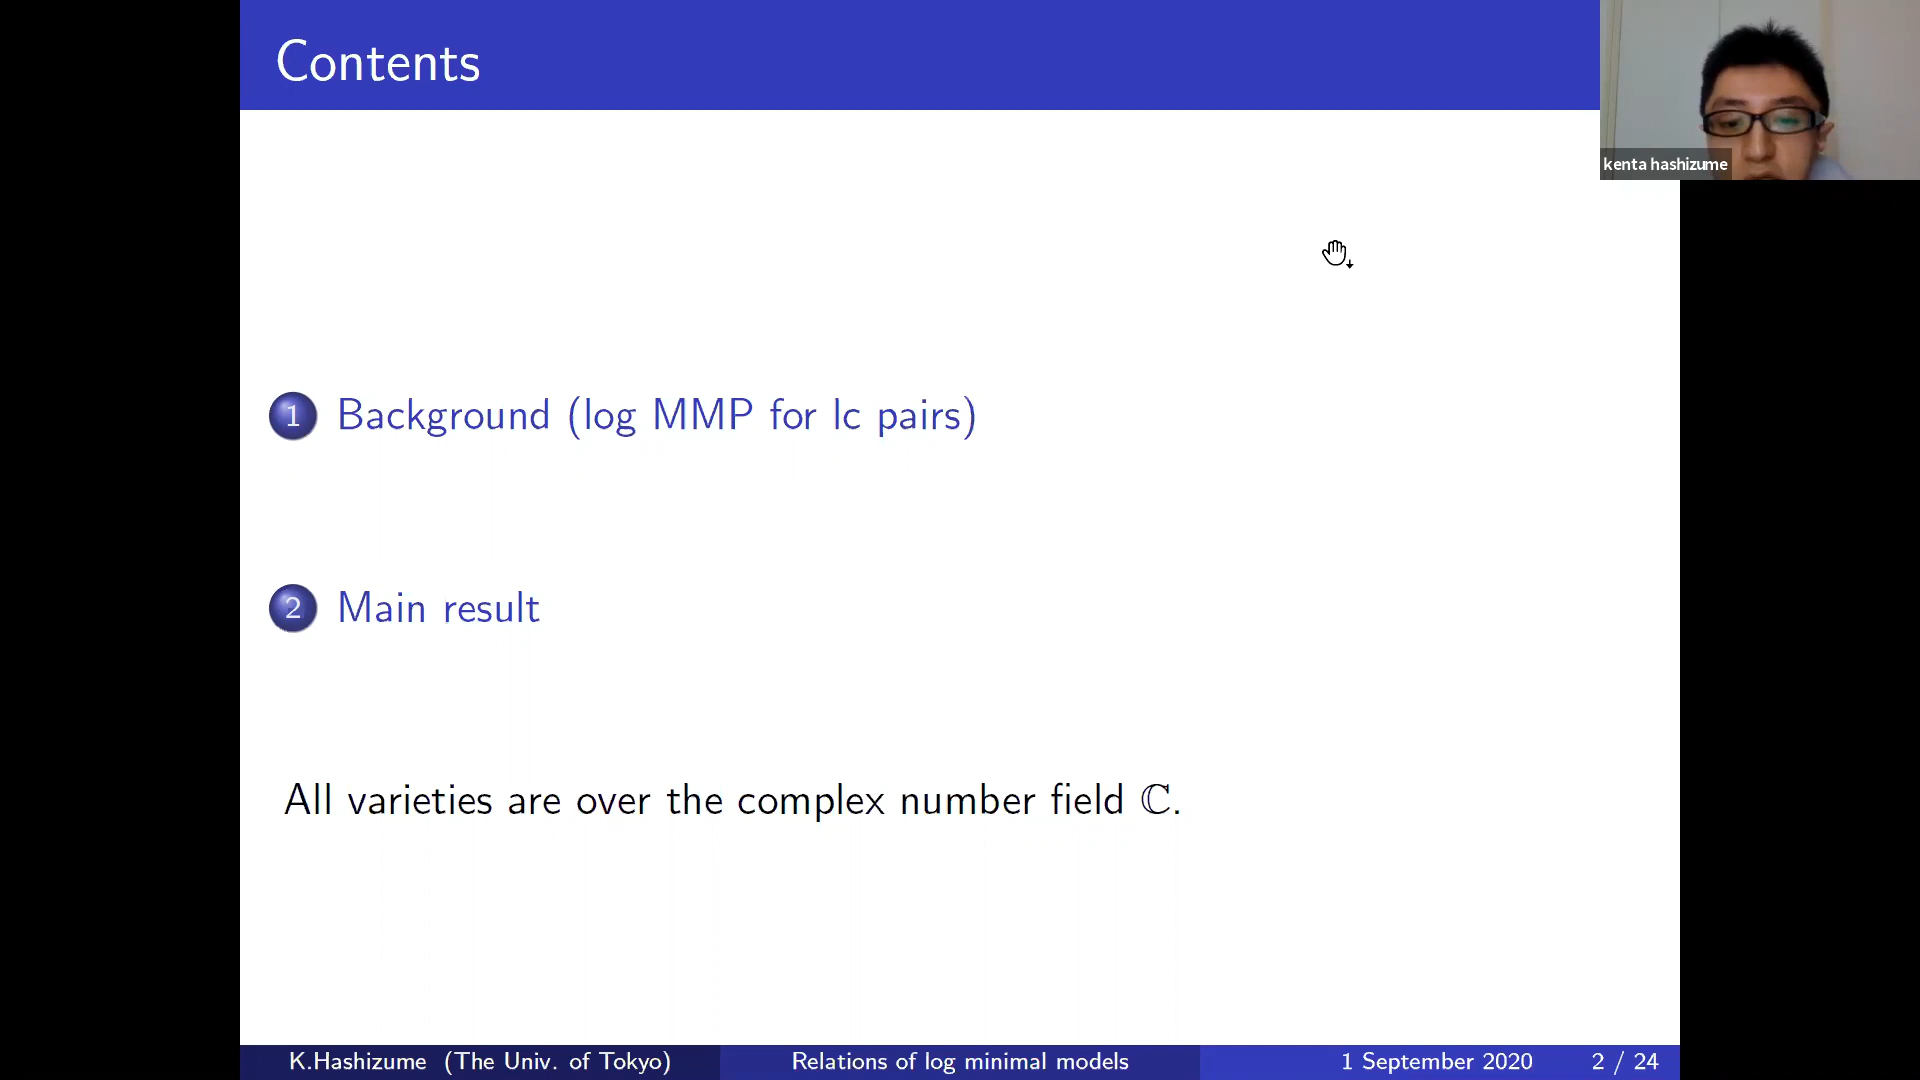 Contents
kenta hashizume
1 Background (log MMP for lc pairs)
2 Main result
All varieties are over the complex number field ℂ.
K.Hashizume (The Univ. of Tokyo) Relations of log minimal models 1 September 2020 2 / 24